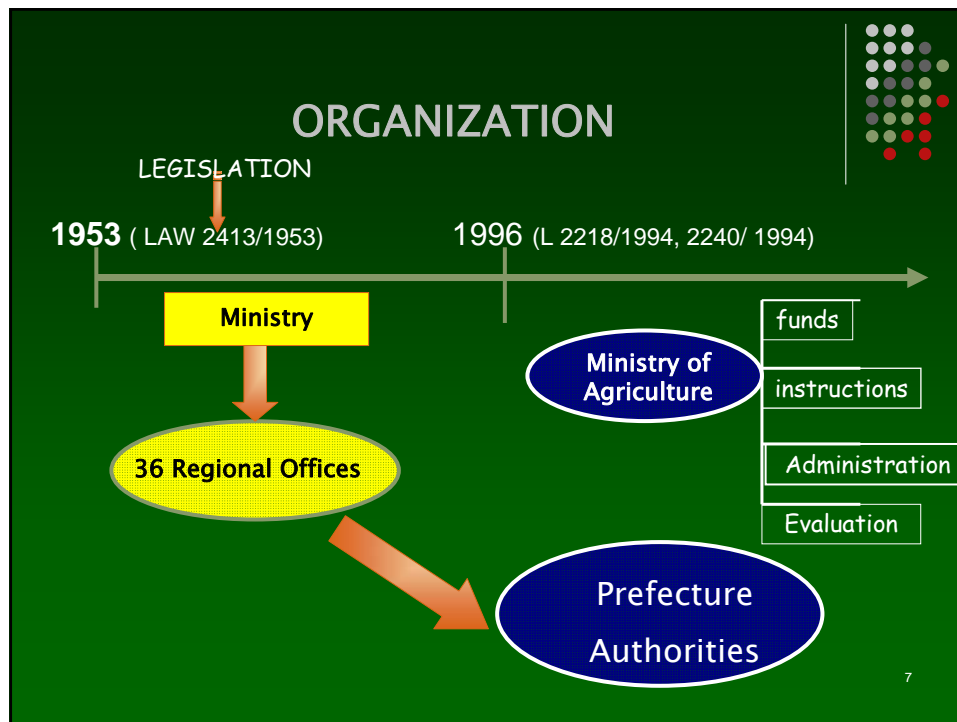 ORGANIZATION
LEGISLATION
1953 ( LAW 2413/1953)
1996 (L 2218/1994, 2240/ 1994)
Ministry
36 Regional Offices
Ministry of
Agriculture
funds
instructions
Administration
Evaluation
Prefecture
Authorities
7